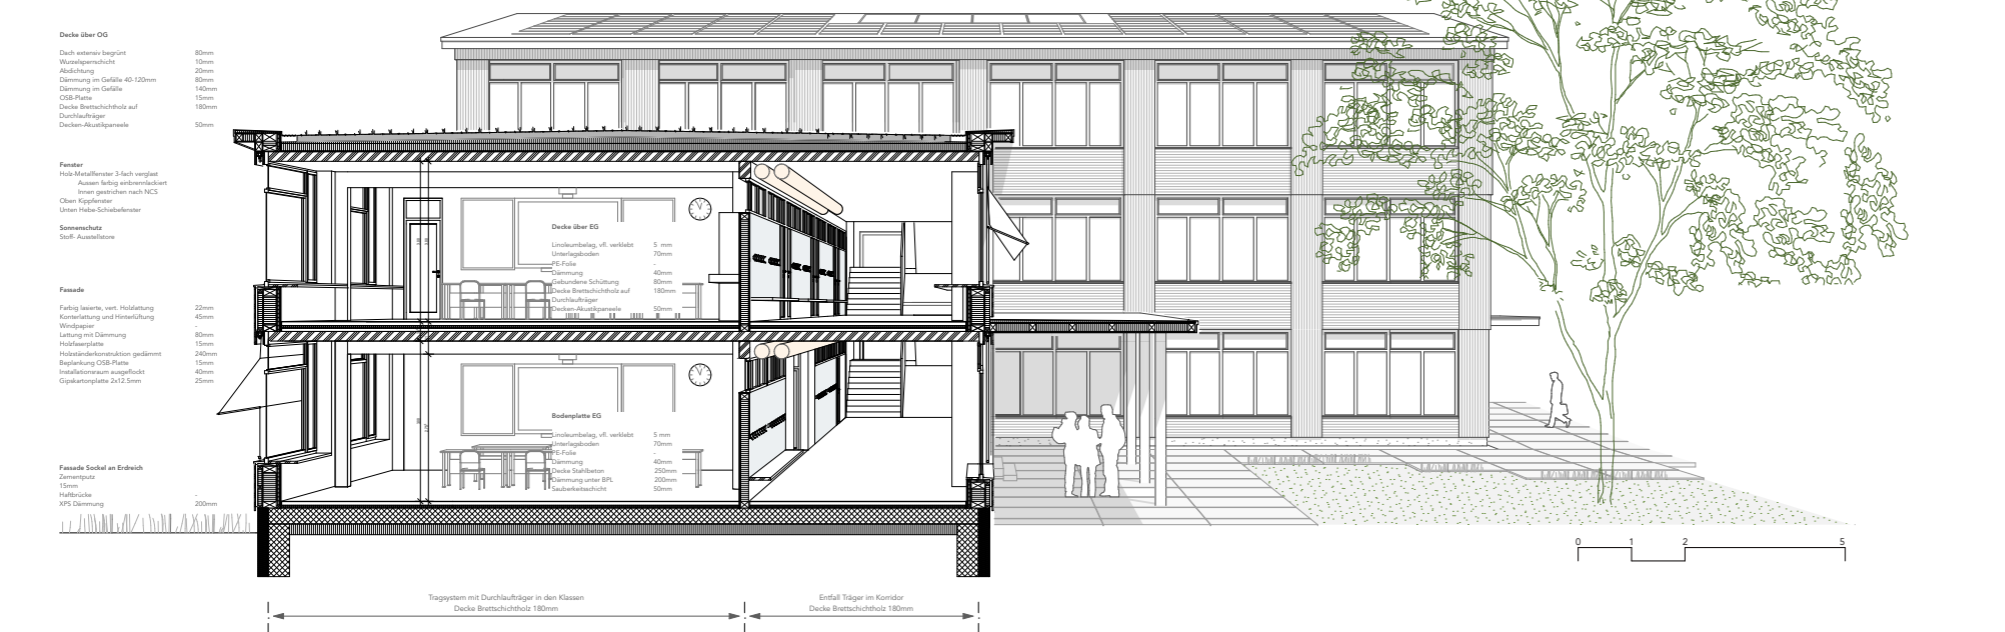 Decke über OG
Dach extensiv begrünt 80mm
Wurzelsperrschicht 10mm
Abdichtung 20mm
Dämmung im Gefälle 40-120mm 80mm
Dämmung im Gefälle 140mm
OSB-Platte 15mm
Decke Brettschichtholz auf 180mm
Durchlaufträger
Decken-Akustikpaneele 50mm
Fenster
Holz-Metallfenster 3-fach verglast
Aussen farbig einbrennlackiert
Innen gestrichen nach NCS
Oben Kippfenster
Unten Hebe-Schiebefenster
Sonnenschutz
Stoff- Ausstellstore
Fassade
Farbig lasierte, vert. Holzlattung 22mm
Konterlattung und Hinterlüftung 45mm
Windpapier -
Lattung mit Dämmung 80mm
Holzfaserplatte 15mm
Holzständerkonstruktion gedämmt 240mm
Beplankung OSB-Platte 15mm
Installationsraum ausgeflockt 40mm
Gipskartonplatte 2x12.5mm 25mm
Fassade Sockel an Erdreich
Zementputz
15mm
Haftbrücke -
XPS Dämmung 200mm
Decke über EG
Linoleumbelag, vfl. verklebt 5 mm
Unterlagsboden 70mm
PE-Folie -
Dämmung 40mm
Gebundene Schüttung 80mm
Decke Brettschichtholz auf 180mm
Durchlaufträger
Decken-Akustikpaneele 50mm
Bodenplatte EG
Linoleumbelag, vfl. verklebt 5 mm
Unterlagsboden 70mm
PE-Folie -
Dämmung 40mm
Decke Stahlbeton 250mm
Dämmung unter BPL 200mm
Sauberkeitsschicht 50mm
Tragsystem mit Durchlaufträger in den Klassen
Decke Brettschichtholz 180mm
Entfall Träger im Korridor
Decke Brettschichtholz 180mm
0 1 2 5